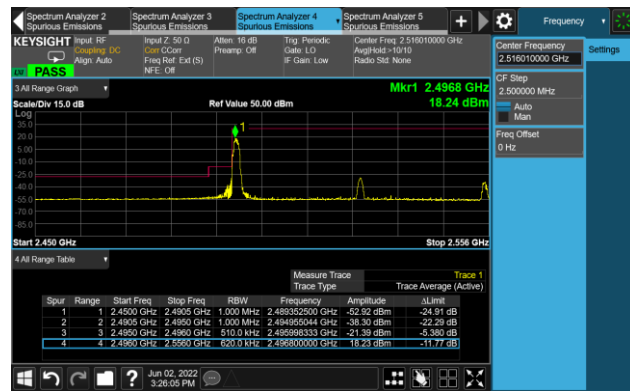 Spectrum Analyzer 2
Spurious Emissions
Spectrum Analyzer 3
Spurious Emissions
Spectrum Analyzer 4
Spurious Emissions
Spectrum Analyzer 5
Spurious Emissions
Frequency
KEYSIGHT
Input: RF
Coupling: DC
Align: Auto
Input Z: 50 Ω
Corr CCorr
Freq Ref: Ext (S)
NFE: Off
Atten: 16 dB
Preamp: Off
Trig: Periodic
Gate: LO
IF Gain: Low
Center Freq: 2.516010000 GHz
Avg|Hold:>10/10
Radio Std: None
PASS
Center Frequency
2.516010000 GHz
Settings
CF Step
2.500000 MHz
Auto
Man
Freq Offset
0 Hz
3 All Range Graph
Mkr1 2.4968 GHz
Scale/Div 15.0 dB
Ref Value 50.00 dBm
18.24 dBm
Log
35.0
20.0
5.00
-10.0
-25.0
-40.0
-55.0
-70.0
-85.0
1
Start 2.450 GHz
Stop 2.556 GHz
4 All Range Table
Measure Trace
Trace 1
Trace Type
Trace Average (Active)
Spur Range Start Freq Stop Freq RBW Frequency Amplitude ΔLimit
1 1 2.4500 GHz 2.4905 GHz 1.000 MHz 2.489352500 GHz -52.92 dBm -24.91 dB
2 2 2.4905 GHz 2.4950 GHz 1.000 MHz 2.494955044 GHz -38.30 dBm -22.29 dB
3 3 2.4950 GHz 2.4960 GHz 510.0 kHz 2.495998333 GHz -21.39 dBm -5.380 dB
4 4 2.4960 GHz 2.5560 GHz 620.0 kHz 2.496800000 GHz 18.23 dBm -11.77 dB
?
Jun 02, 2022
3:26:05 PM